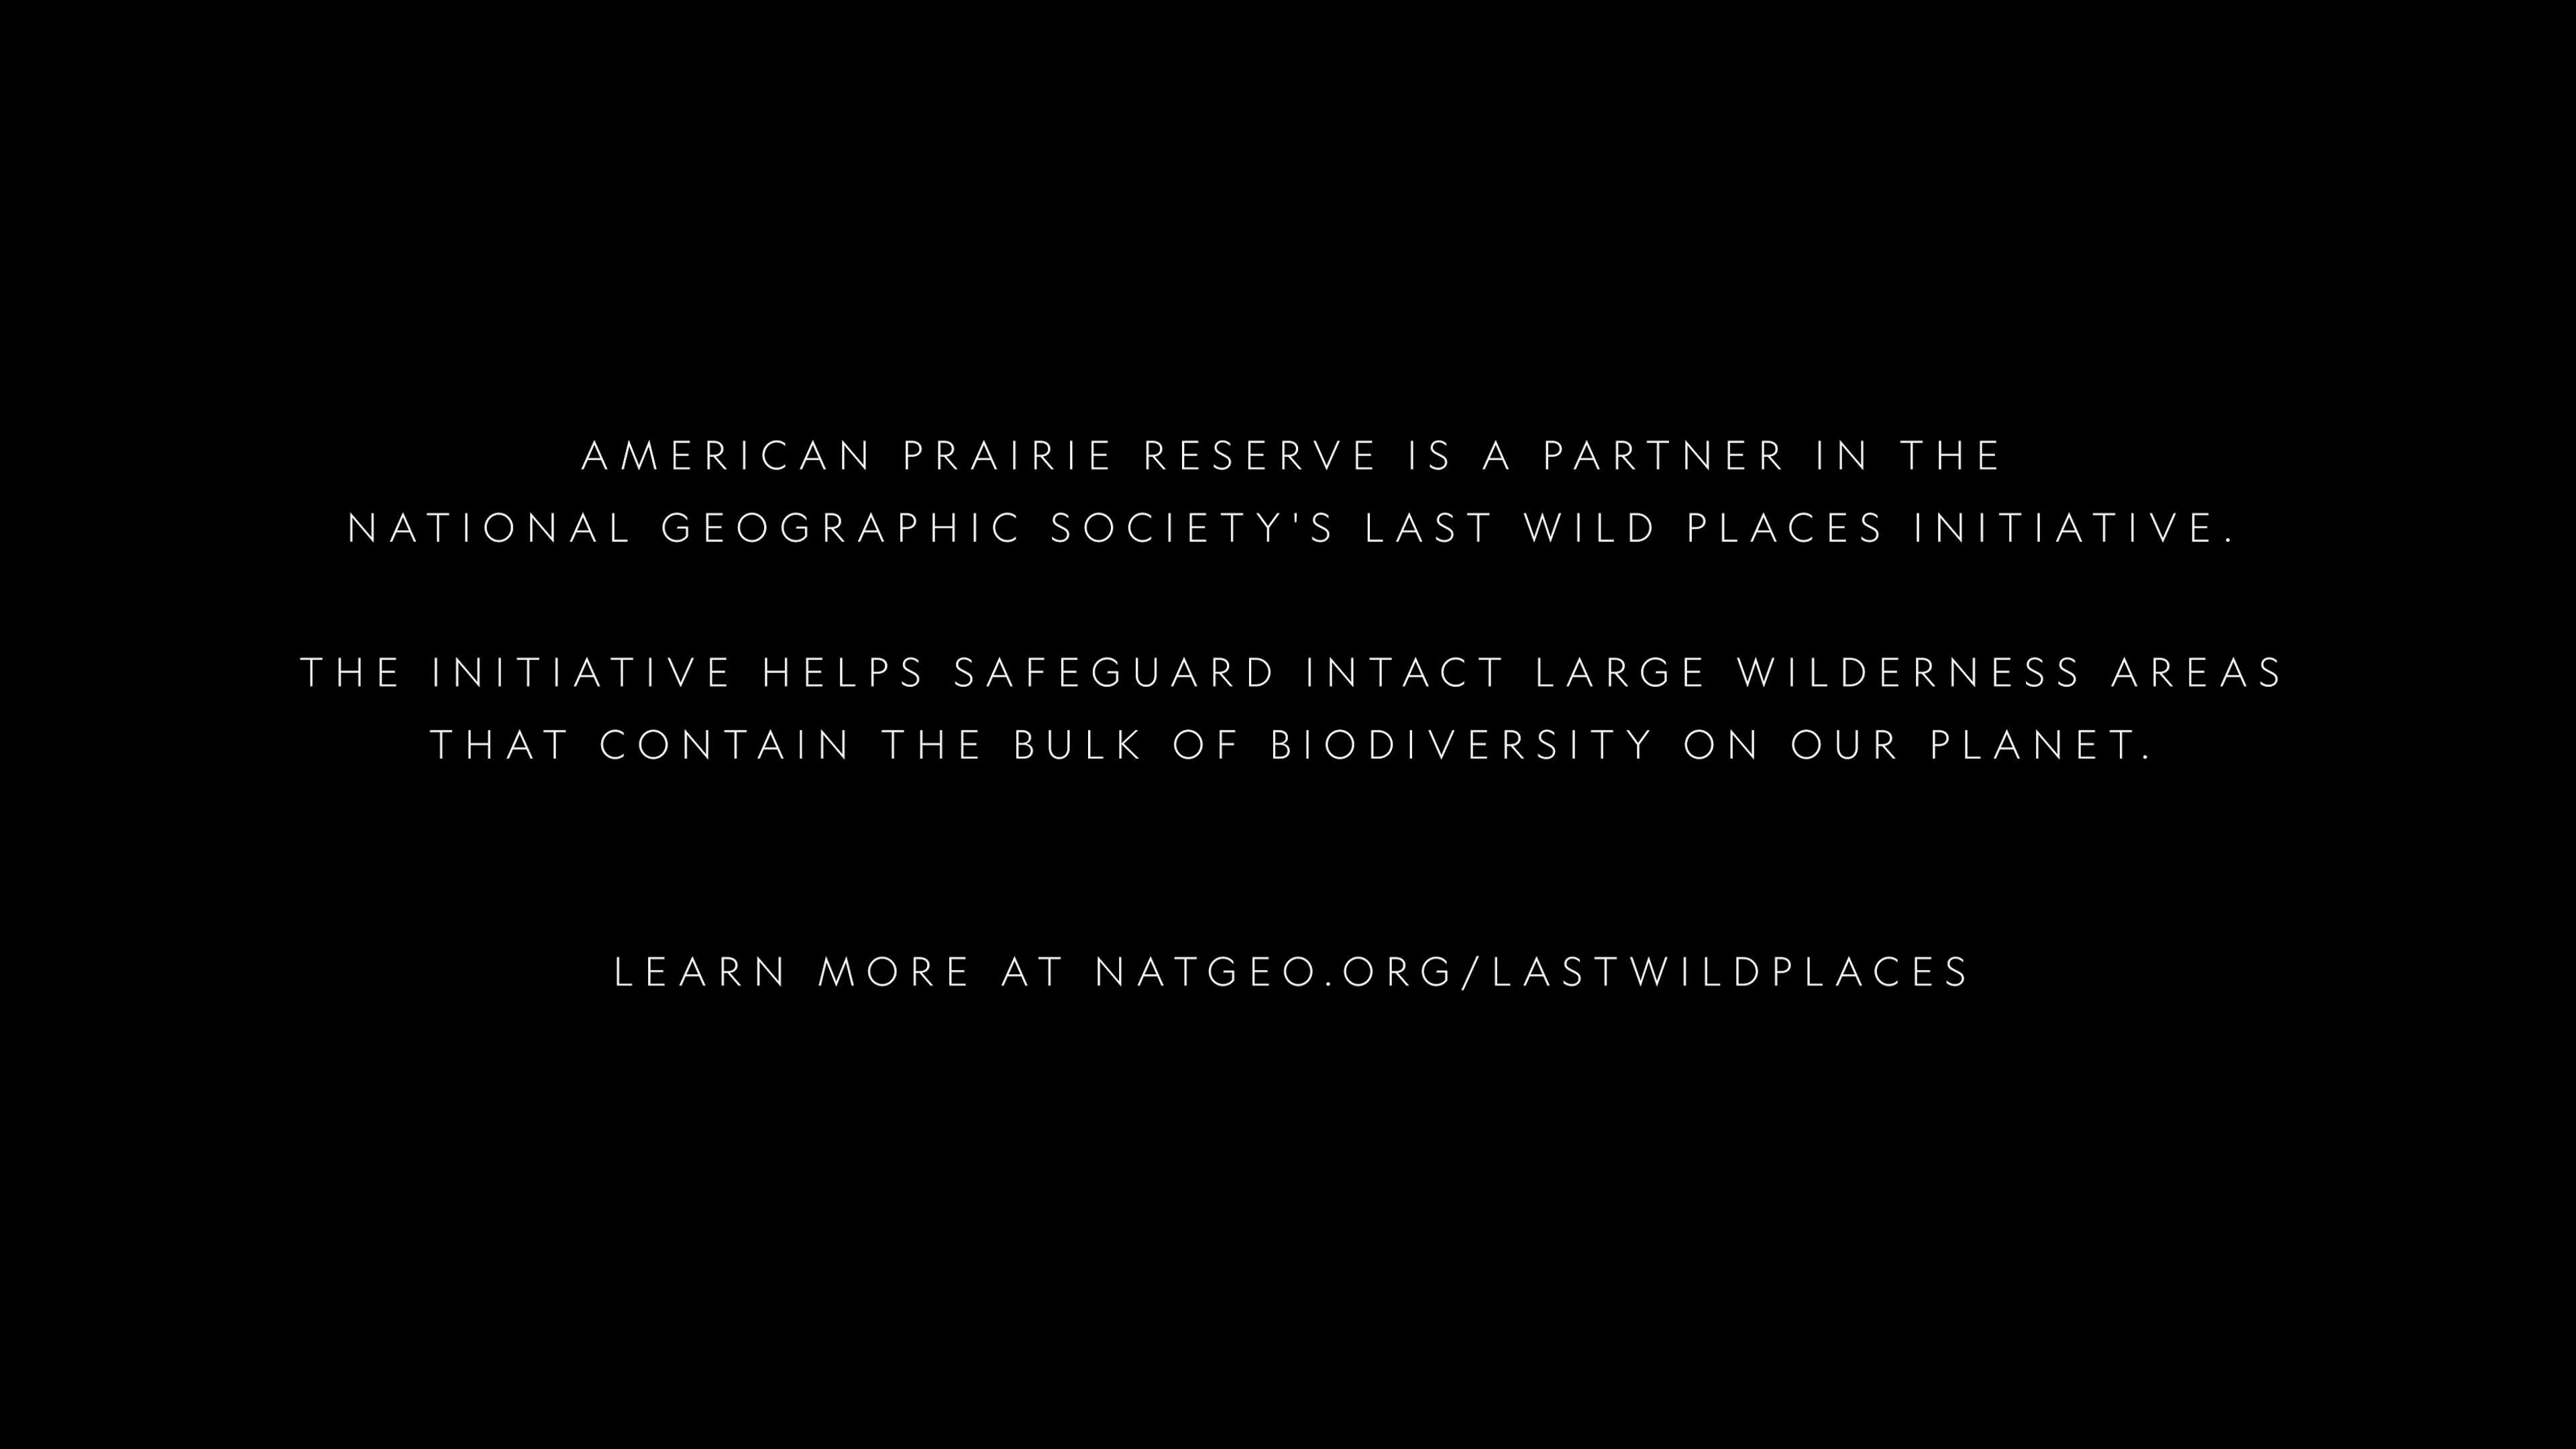 AMERICAN PRAIRIE RESERVE IS A PARTNER IN THE
NATIONAL GEOGRAPHIC SOCIETY'S LAST WILD PLACES INITIATIVE.
THE INITIATIVE HELPS SAFEGUARD INTACT LARGE WILDERNESS AREAS
THAT CONTAIN THE BULK OF BIODIVERSITY ON OUR PLANET.
LEARN MORE AT NATGEO.ORG/LASTWILDPLACES